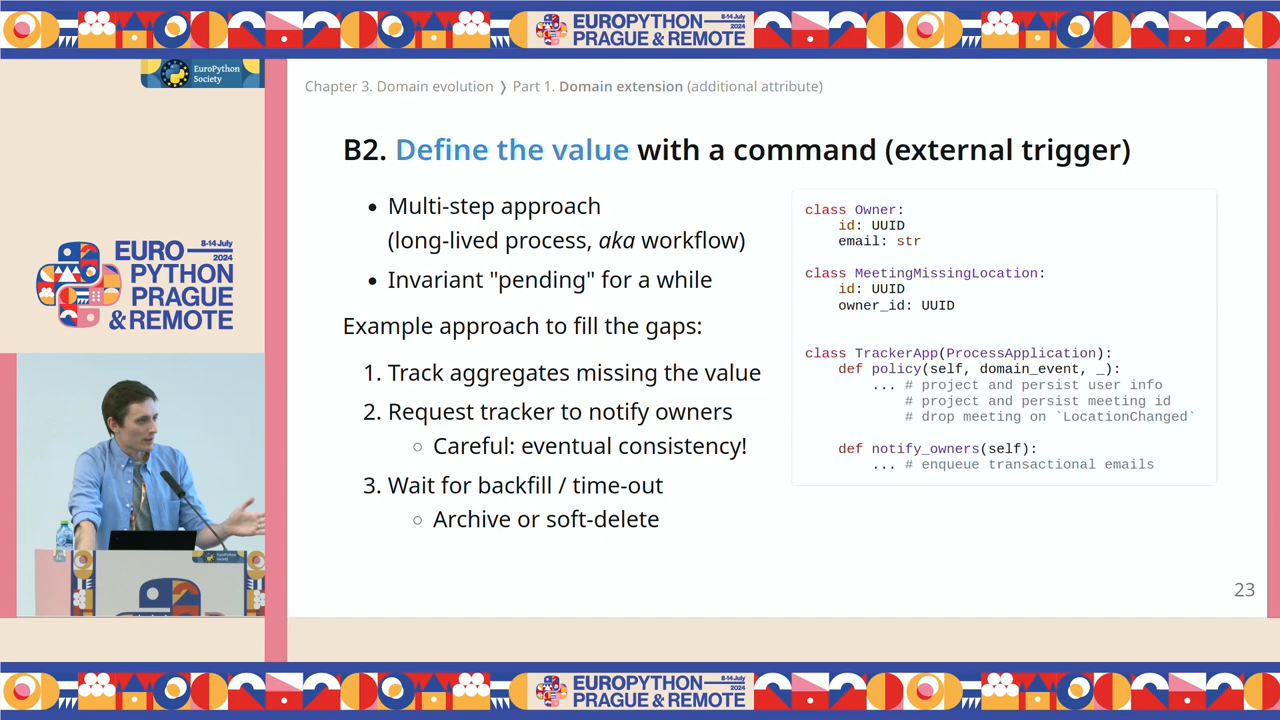 EUROPYTHON 8-14 July 2024
PRAGUE & REMOTE
EuroPython
Society
Chapter 3. Domain evolution ❭ Part 1. Domain extension (additional attribute)
B2. Define the value with a command (external trigger)
• Multi-step approach
(long-lived process, aka workflow)
• Invariant "pending" for a while
Example approach to fill the gaps:
1. Track aggregates missing the value
2. Request tracker to notify owners
○ Careful: eventual consistency!
3. Wait for backfill / time-out
○ Archive or soft-delete
class Owner:
    id: UUID
    email: str
class MeetingMissingLocation:
    id: UUID
    owner_id: UUID
class TrackerApp(ProcessApplication):
    def policy(self, domain_event, _):
        ... # project and persist user info
            # project and persist meeting id
            # drop meeting on `LocationChanged`
    def notify_owners(self):
        ... # enqueue transactional emails
23
EURO 8-14 July
2024
PYTHON
PRAGUE
& REMOTE
EuroPython
Society
EUROPYTHON 8-14 July 2024
PRAGUE & REMOTE